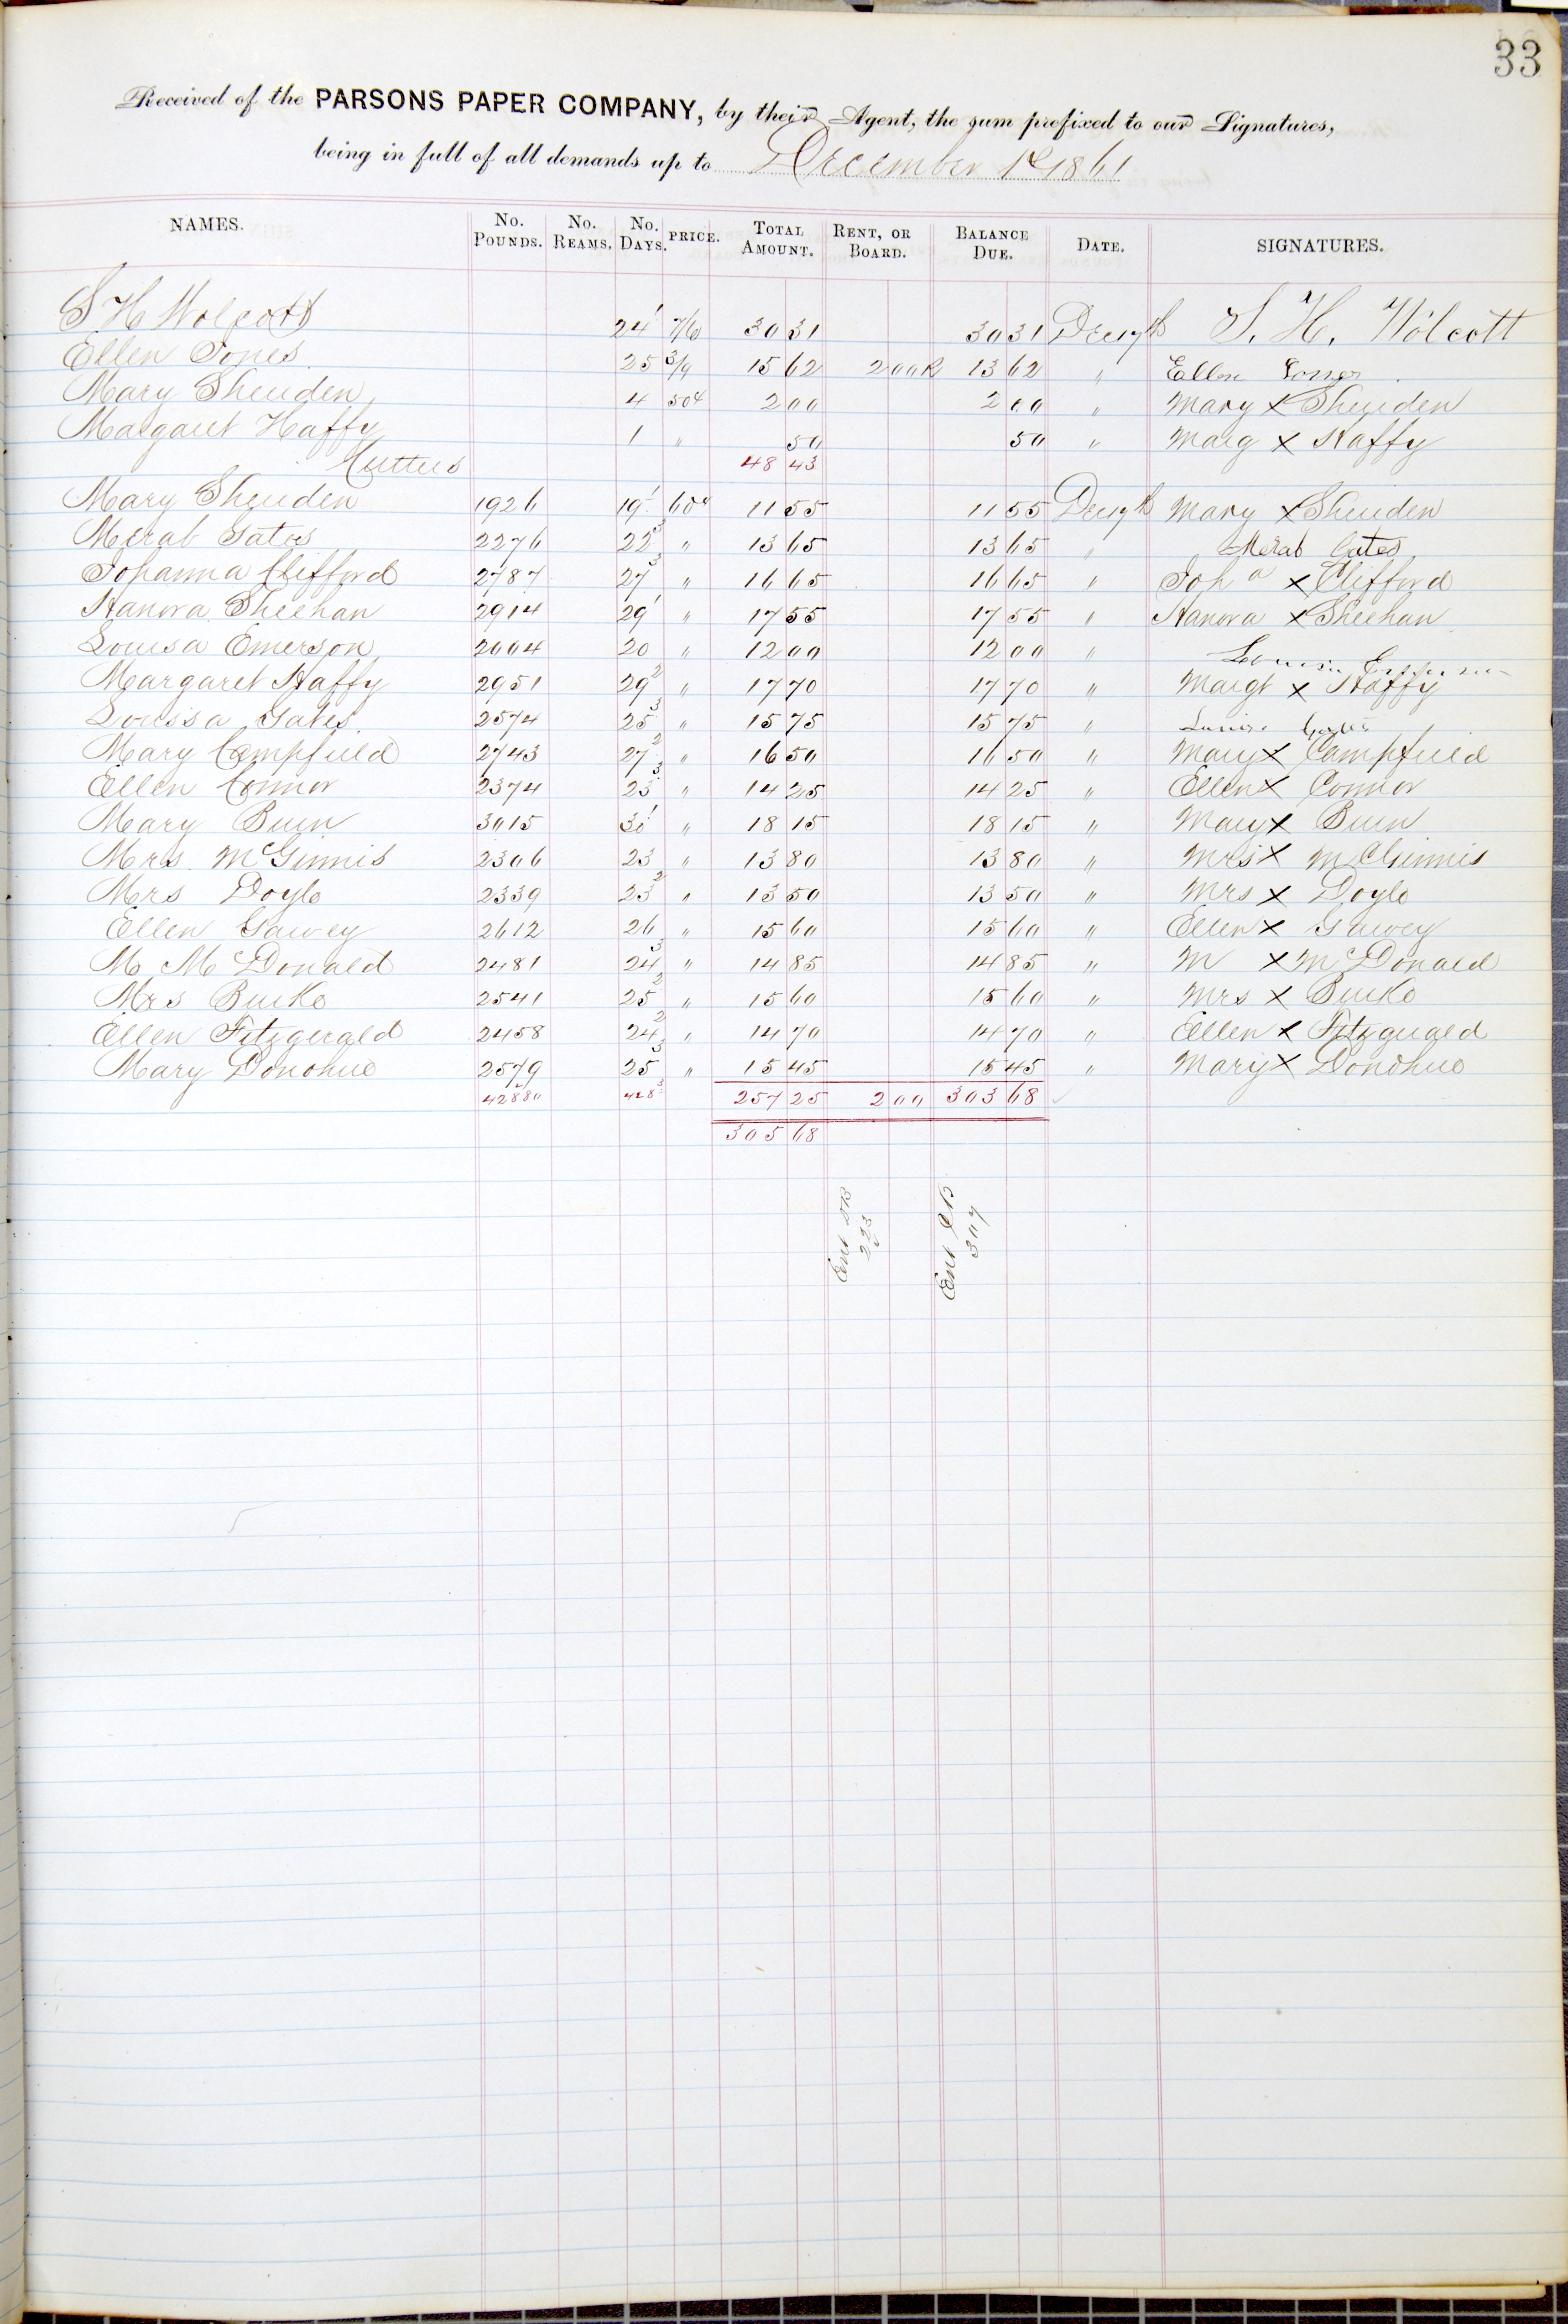 33
Received of the PARSONS PAPER COMPANY, by their Agent, the sum prefixed to our Signatures,
being in full of all demands up to December 1st 1861
NAMES. No. Pounds. No. Reams. No. Days. PRICE. Total Amount. Rent, or Board. Balance Due. Date. SIGNATURES.
S H Wolcott 24 1 7/6 30 31 30 31 Dec 17th S. H. Wolcott
Ellen Jones 25 3/9 15 62 2 00 R 13 62 " Ellen Jones
Mary Sheuden 4 50¢ 2 00 2 00 " Mary X Sheuden
Margaret Haffy 1 " 50 50 " Marg X Haffy
Cutters 48 43
Mary Sheuden 1926 19 1 60¢ 11 55 11 55 Dec 17th Mary X Sheuden
Merab Gates 2276 22 3 " 13 65 13 65 " Merab Gates
Johanna Clifford 2787 27 3 " 16 65 16 65 " Joha X Clifford
Hanora Sheehan 2914 29 1 " 17 55 17 55 " Hanora X Sheehan
Louisa Emerson 2004 20 " 12 00 12 00 " Louisa Emerson
Margaret Haffy 2951 29 2 " 17 70 17 70 " Margt X Haffy
Louisa Gates 2574 25 3 " 15 75 15 75 " Louisa Gates
Mary Campfield 2743 27 2 " 16 50 16 50 " Mary X Campfield
Ellen Connor 2374 23 3 " 14 25 14 25 " Ellen X Connor
Mary Buin 3015 30 1 " 18 15 18 15 " Mary X Buin
Mrs McGinnis 2306 23 " 13 80 13 80 " Mrs X McGinnis
Mrs Doyle 2339 23 2 " 13 50 13 50 " Mrs X Doyle
Ellen Garvey 2612 26 " 15 60 15 60 " Ellen X Garvey
M McDonald 2481 24 3 " 14 85 14 85 " M X McDonald
Mrs Burke 2541 25 2 " 15 60 15 60 " Mrs X Burke
Ellen Fitzgerald 2458 24 2 " 14 70 14 70 " Ellen X Fitzgerald
Mary Donohue 2579 25 3 " 15 45 15 45 " Mary X Donohue
42880 428 3 257 25 2 00 303 68
305 68
Ent DB
223
Ent CB
307